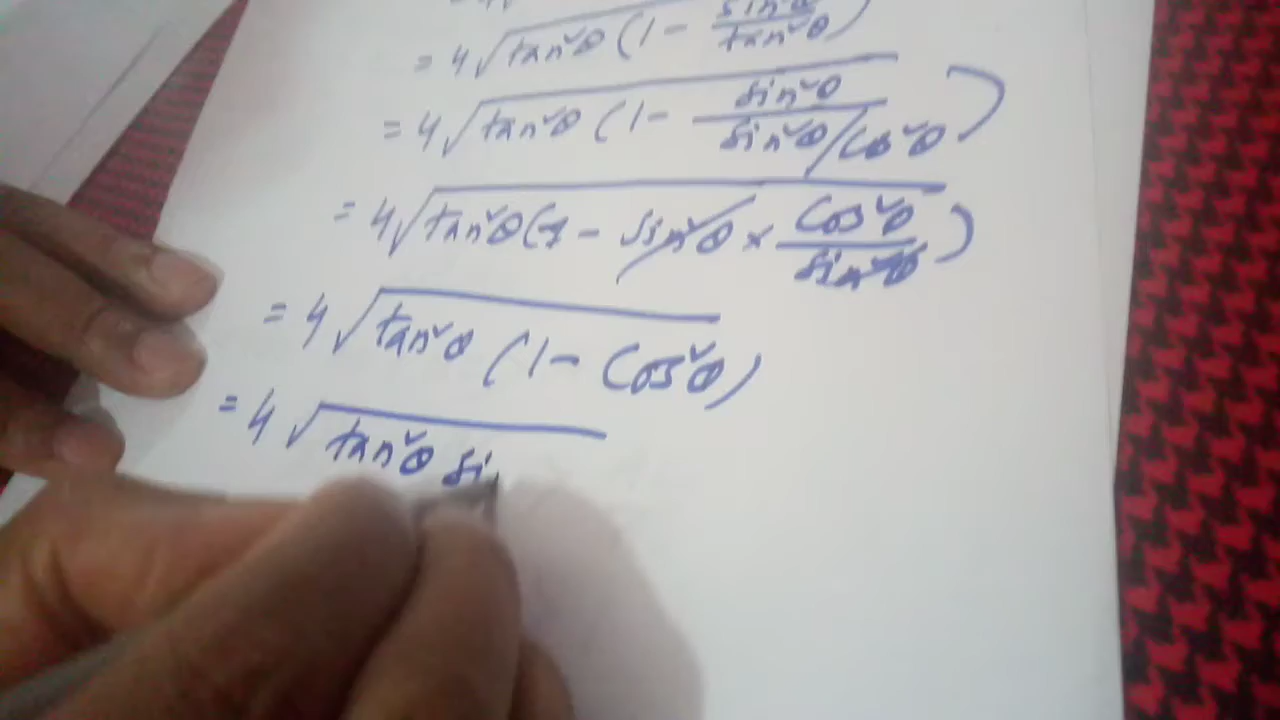 = 4√tan²θ (1 - sin²θ/tan²θ)
= 4√tan²θ (1 - sin²θ/(sin²θ/cos²θ))
= 4√tan²θ (1 - sin²θ × cos²θ/sin²θ)
= 4√tan²θ (1 - cos²θ)
= 4√tan²θ si